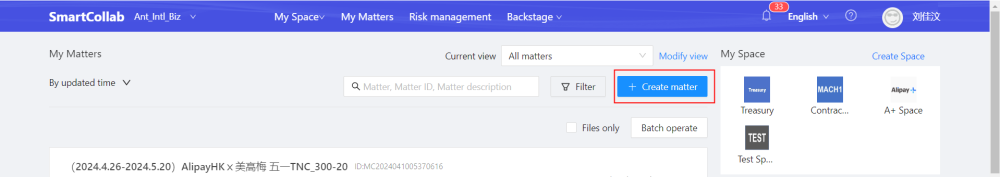 SmartCollab Ant_Intl_Biz My Space My Matters Risk management Backstage 33 English 刘佳汶
My Matters Current view All matters Modify view My Space Create Space
By updated time Matter, Matter ID, Matter description Filter + Create matter
Treasury MACH1 Alipay+
Treasury Contrac... A+ Space
Files only Batch operate
TEST
Test Sp...
(2024.4.26-2024.5.20) AlipayHK x 美高梅 五一TNC_300-20 ID:MC2024041005370616